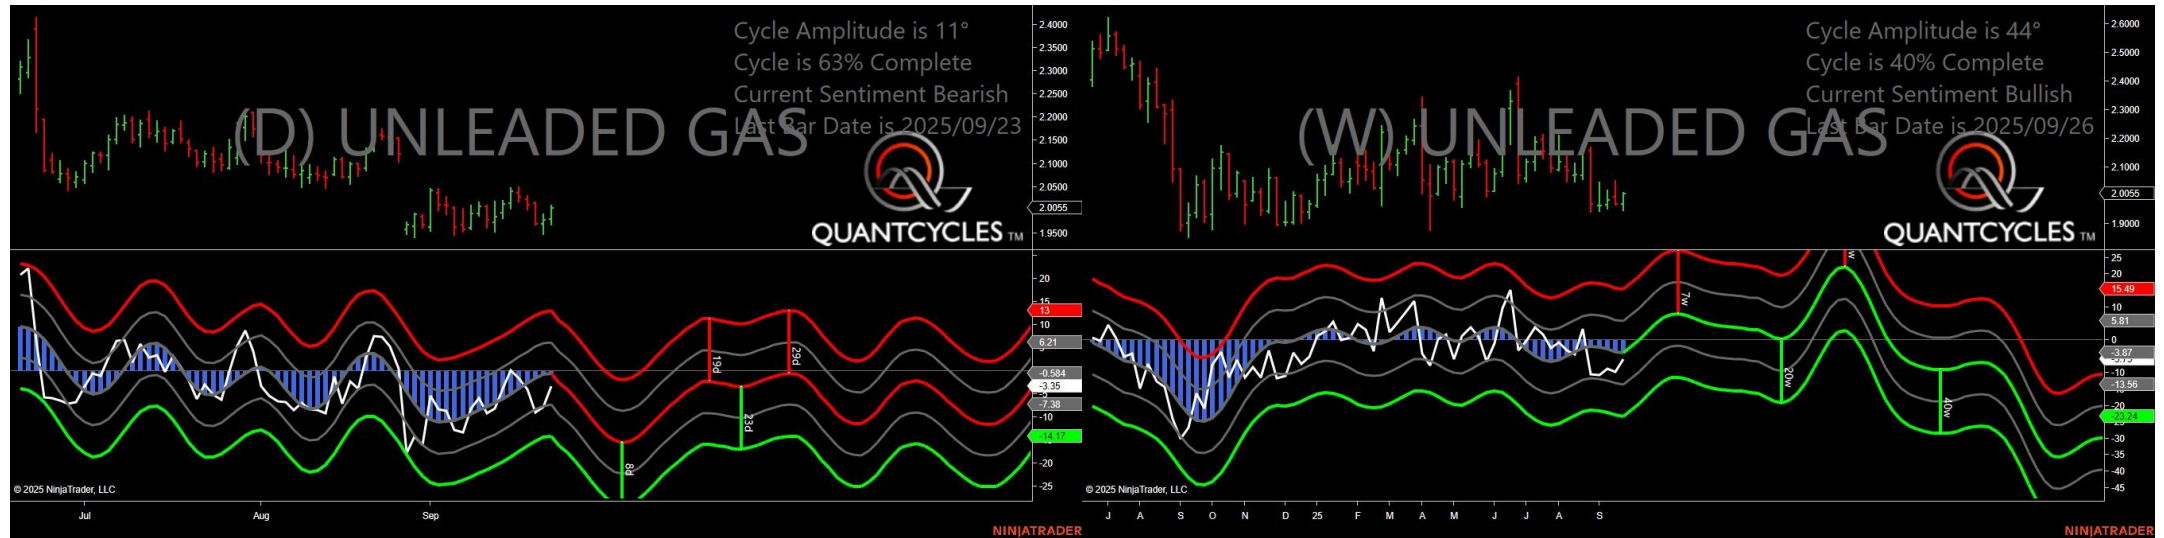 Cycle Amplitude is 11°
Cycle is 63% Complete
Current Sentiment Bearish
Last Bar Date is 2025/09/23
(D) UNLEADED GAS
QUANTCYCLES TM
2.4000
2.3500
2.3000
2.2500
2.2000
2.1500
2.1000
2.0500
2.0055
1.9500
20
15
13
10
6.21
-0.584
-3.35
-7.38
-10
-14.17
-20
-25
19d
29d
23d
8d
© 2025 NinjaTrader, LLC
Jul
Aug
Sep
NINJATRADER
Cycle Amplitude is 44°
Cycle is 40% Complete
Current Sentiment Bullish
Last Bar Date is 2025/09/26
(W) UNLEADED GAS
QUANTCYCLES TM
2.6000
2.5000
2.4000
2.3000
2.2000
2.1000
2.0055
1.9000
25
20
15.49
10
5.81
0
-3.87
-10
-13.56
-20
-23.24
-30
-35
-40
-45
7w
20w
40w
© 2025 NinjaTrader, LLC
J
A
S
O
N
D
25
F
M
A
M
J
J
A
S
NINJATRADER